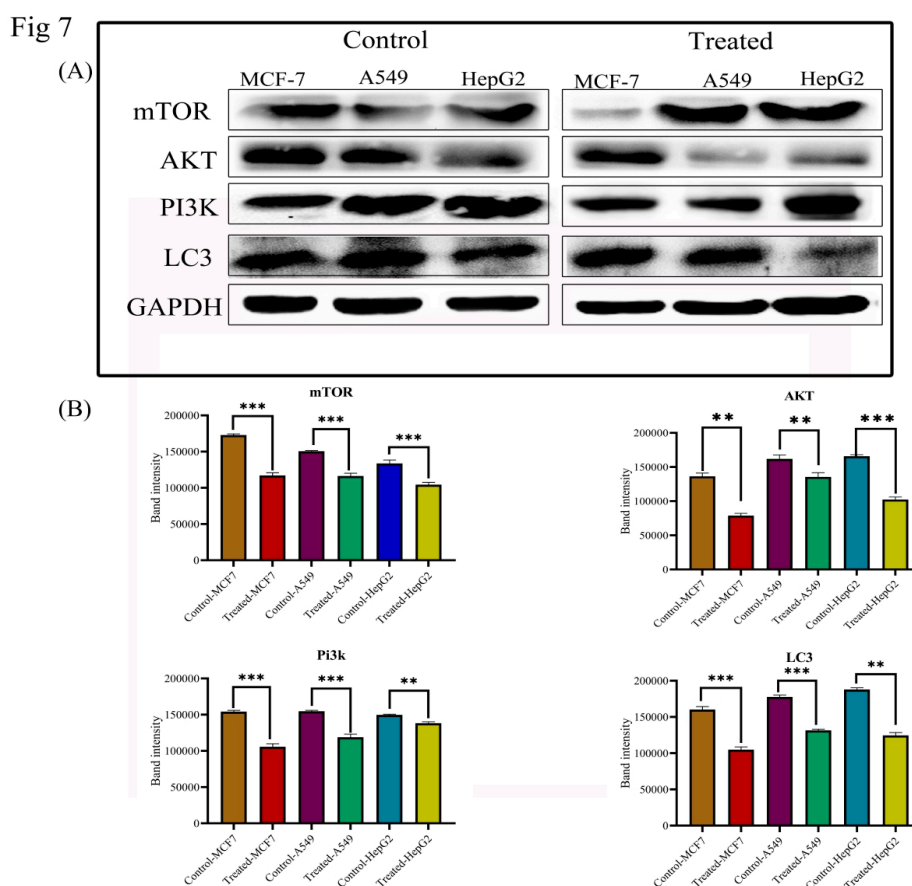 Fig 7
(A)
Control Treated
MCF-7 A549 HepG2 MCF-7 A549 HepG2
mTOR
AKT
PI3K
LC3
GAPDH
(B)
mTOR
Band intensity
200000
150000
100000
50000
0
*** *** ***
Control-MCF7
Treated-MCF7
Control-A549
Treated-A549
Control-HepG2
Treated-HepG2
AKT
Band intensity
200000
150000
100000
50000
0
** ** ***
Control-MCF7
Treated-MCF7
Control-A549
Treated-A549
Control-HepG2
Treated-HepG2
Pi3k
Band intensity
200000
150000
100000
50000
0
*** *** **
Control-MCF7
Treated-MCF7
Control-A549
Treated-A549
Control-HepG2
Treated-HepG2
LC3
Band intensity
200000
150000
100000
50000
0
*** *** **
Control-MCF7
Treated-MCF7
Control-A549
Treated-A549
Control-HepG2
Treated-HepG2